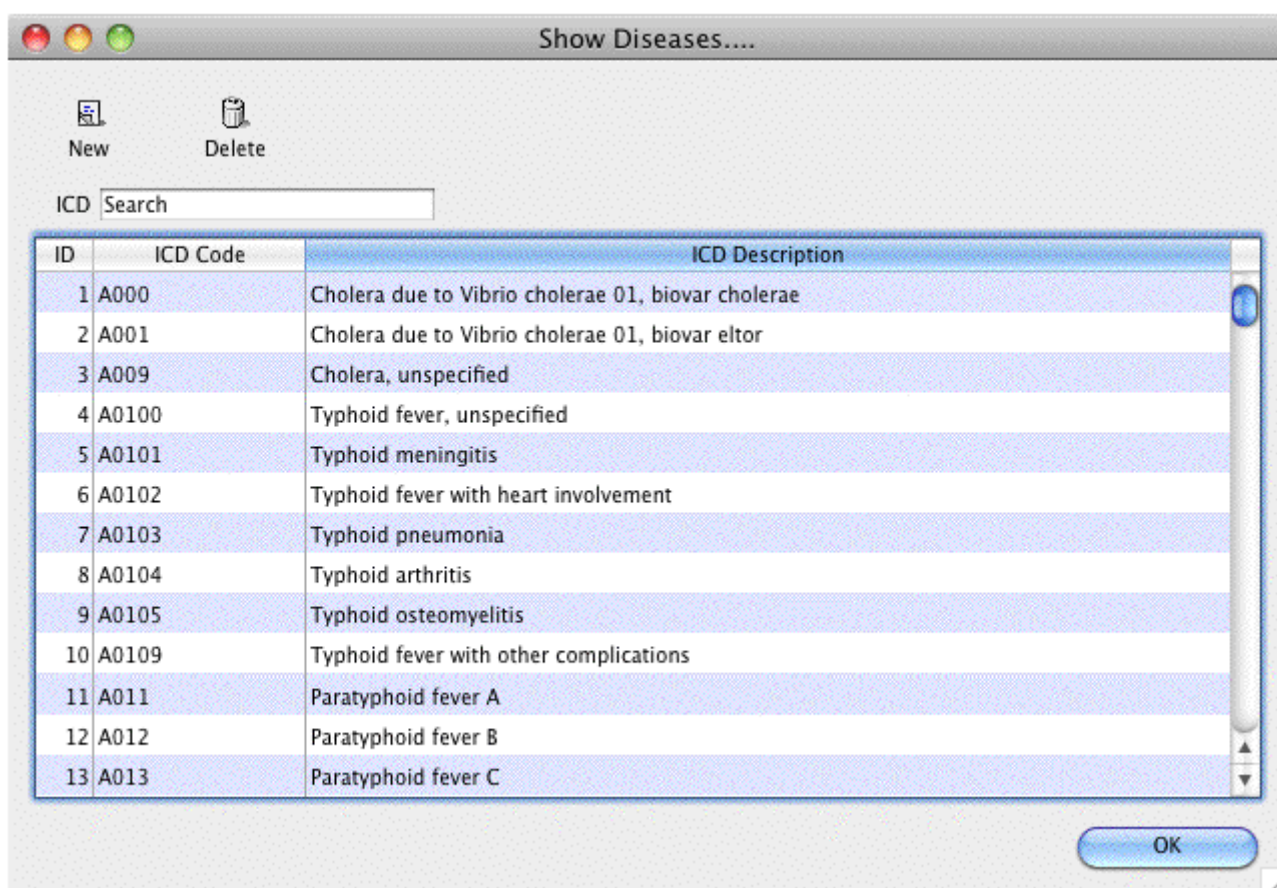 Show Diseases....
New Delete
ICD Search
ID ICD Code ICD Description
1 A000 Cholera due to Vibrio cholerae 01, biovar cholerae
2 A001 Cholera due to Vibrio cholerae 01, biovar eltor
3 A009 Cholera, unspecified
4 A0100 Typhoid fever, unspecified
5 A0101 Typhoid meningitis
6 A0102 Typhoid fever with heart involvement
7 A0103 Typhoid pneumonia
8 A0104 Typhoid arthritis
9 A0105 Typhoid osteomyelitis
10 A0109 Typhoid fever with other complications
11 A011 Paratyphoid fever A
12 A012 Paratyphoid fever B
13 A013 Paratyphoid fever C
OK